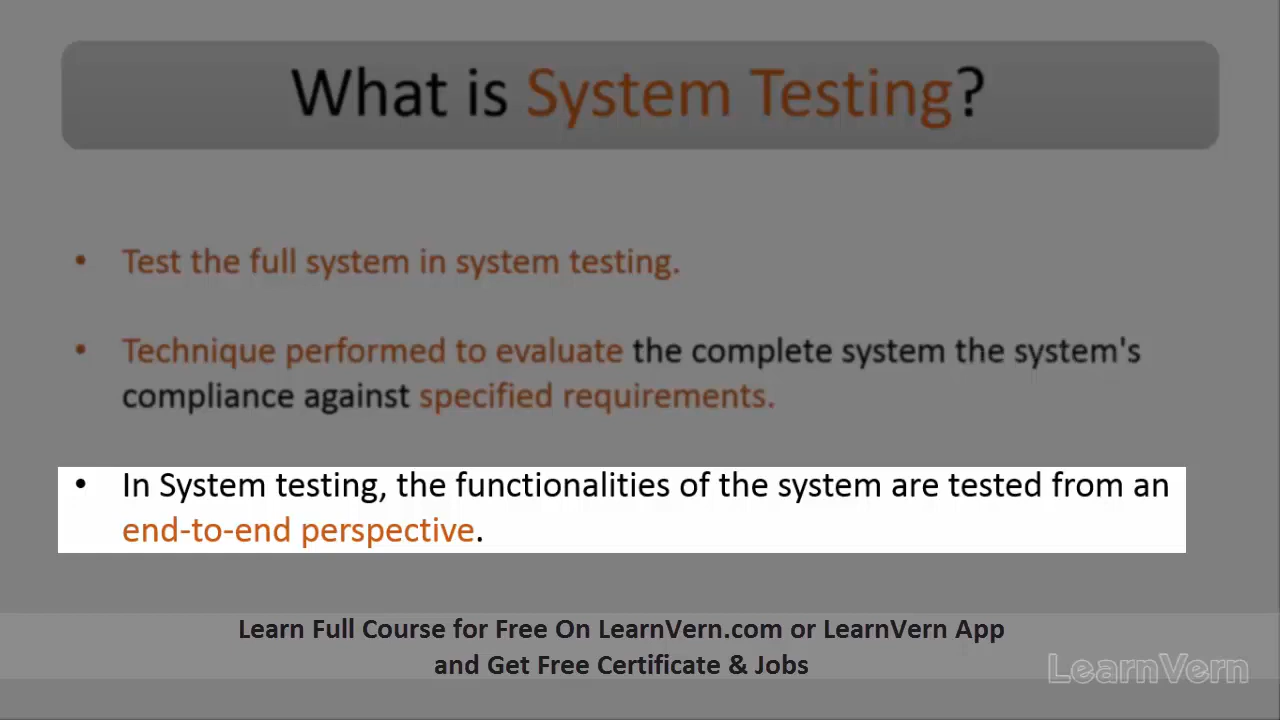 What is System Testing?
• Test the full system in system testing.
• Technique performed to evaluate the complete system the system's
compliance against specified requirements.
• In System testing, the functionalities of the system are tested from an
end-to-end perspective.
Learn Full Course for Free On LearnVern.com or LearnVern App
and Get Free Certificate & Jobs
LearnVern